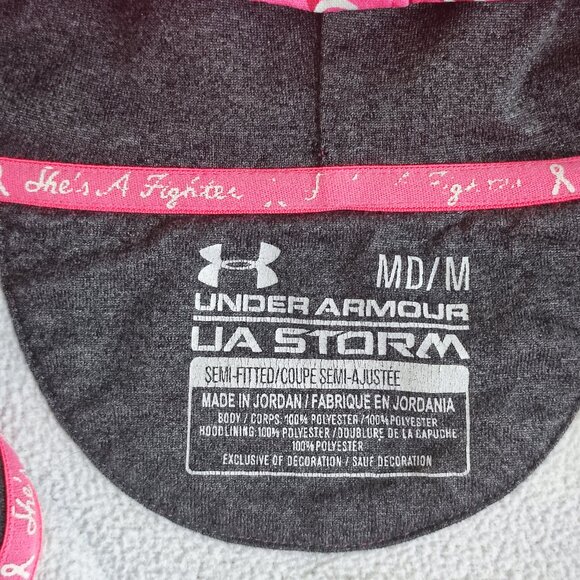 She's A Fighter
MD/M
UNDER ARMOUR
UA STORM
SEMI-FITTED/COUPE SEMI-AJUSTÉE
MADE IN JORDAN / FABRIQUE EN JORDANIA
BODY / CORPS: 100% POLYESTER / 100% POLYESTER
HOODLINING: 100% POLYESTER / DOUBLURE DE LA CAPUCHE
100% POLYESTER
EXCLUSIVE OF DECORATION / SAUF DECORATION
She's